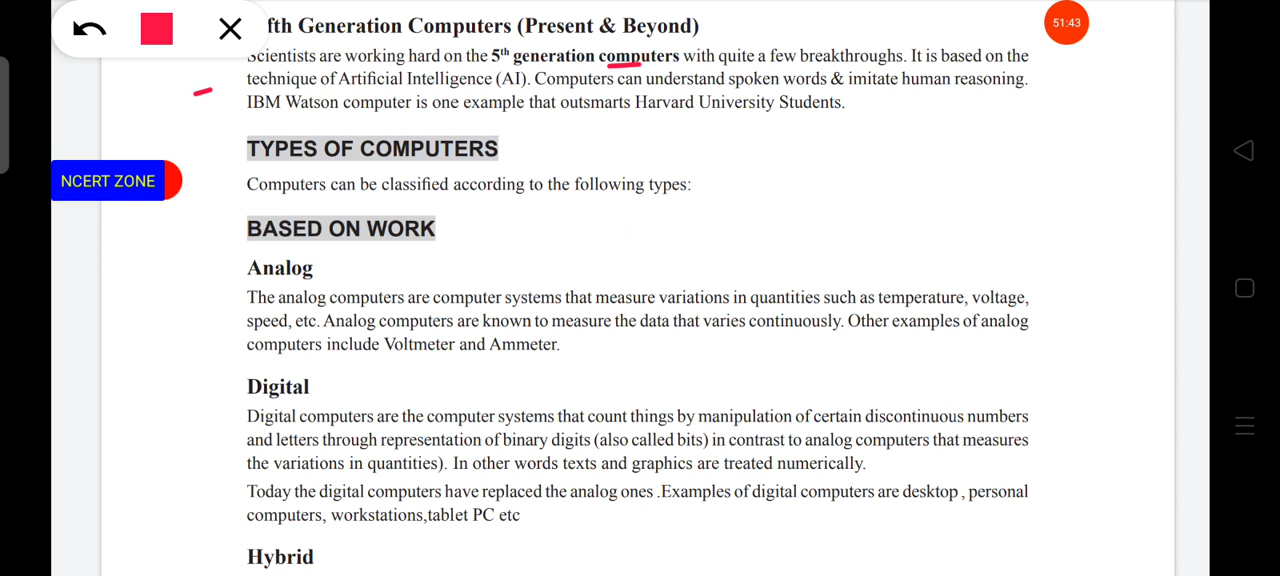 fth Generation Computers (Present & Beyond)
51:43
Scientists are working hard on the 5th generation computers with quite a few breakthroughs. It is based on the
technique of Artificial Intelligence (AI). Computers can understand spoken words & imitate human reasoning.
IBM Watson computer is one example that outsmarts Harvard University Students.
TYPES OF COMPUTERS
NCERT ZONE
Computers can be classified according to the following types:
BASED ON WORK
Analog
The analog computers are computer systems that measure variations in quantities such as temperature, voltage,
speed, etc. Analog computers are known to measure the data that varies continuously. Other examples of analog
computers include Voltmeter and Ammeter.
Digital
Digital computers are the computer systems that count things by manipulation of certain discontinuous numbers
and letters through representation of binary digits (also called bits) in contrast to analog computers that measures
the variations in quantities). In other words texts and graphics are treated numerically.
Today the digital computers have replaced the analog ones .Examples of digital computers are desktop , personal
computers, workstations,tablet PC etc
Hybrid